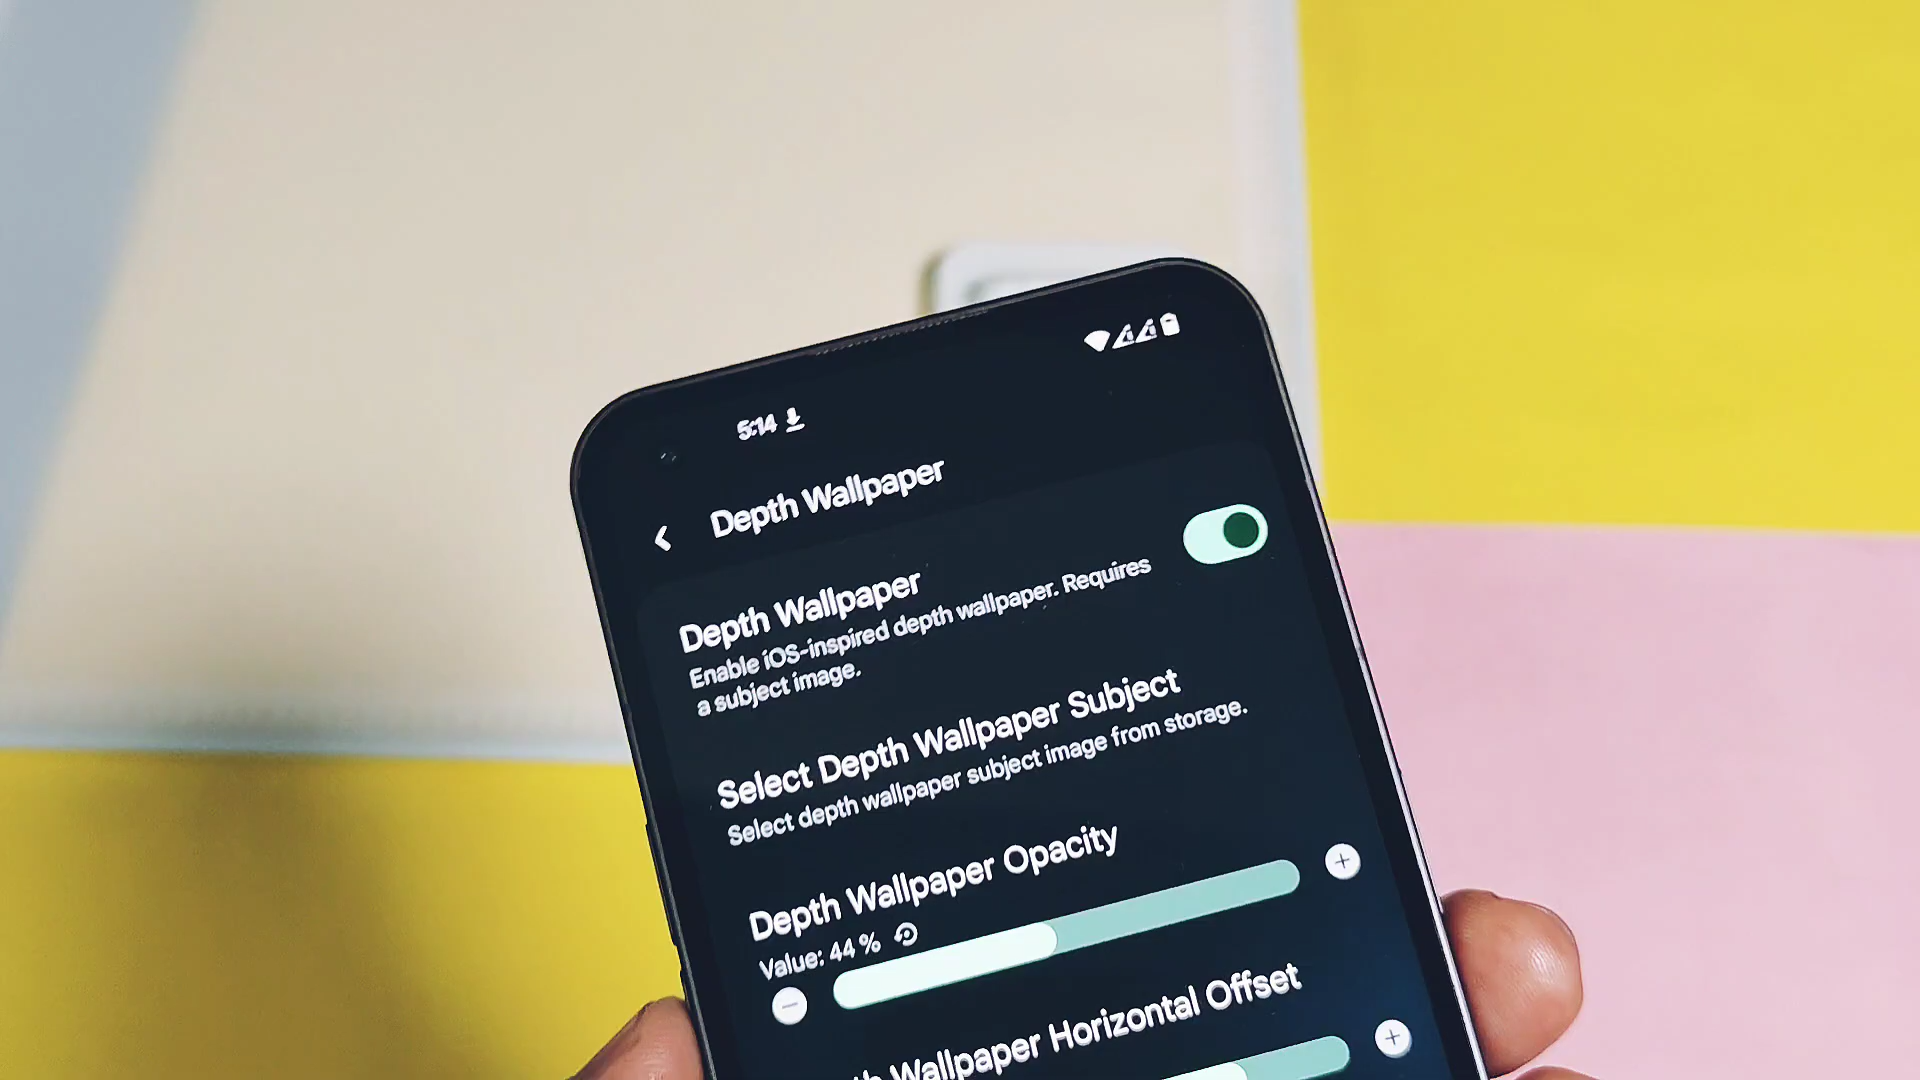 5:14
Depth Wallpaper
Depth Wallpaper
Enable iOS-inspired depth wallpaper. Requires
a subject image.
Select Depth Wallpaper Subject
Select depth wallpaper subject image from storage.
Depth Wallpaper Opacity
Value: 44 %
Wallpaper Horizontal Offset